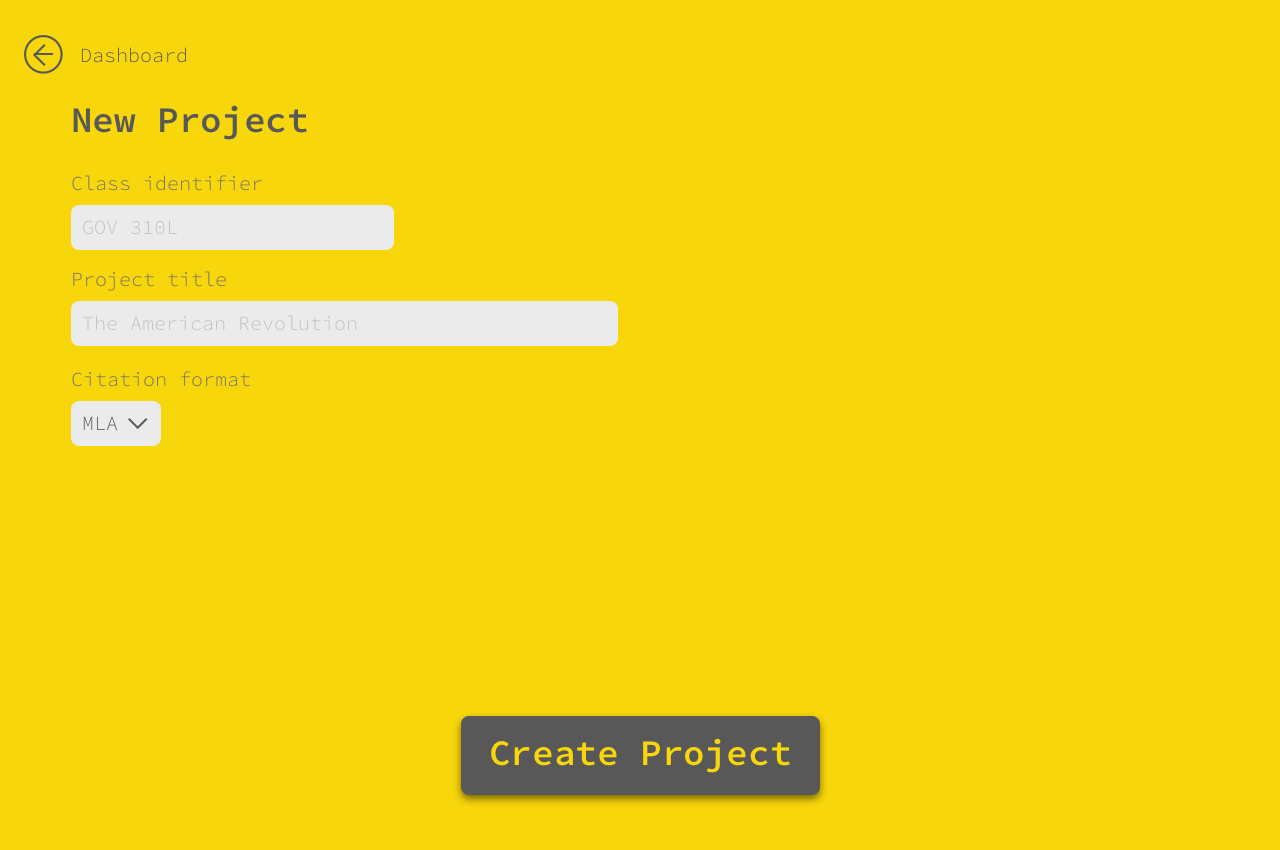 Dashboard
New Project
Class identifier
GOV 310L
Project title
The American Revolution
Citation format
MLA
Create Project